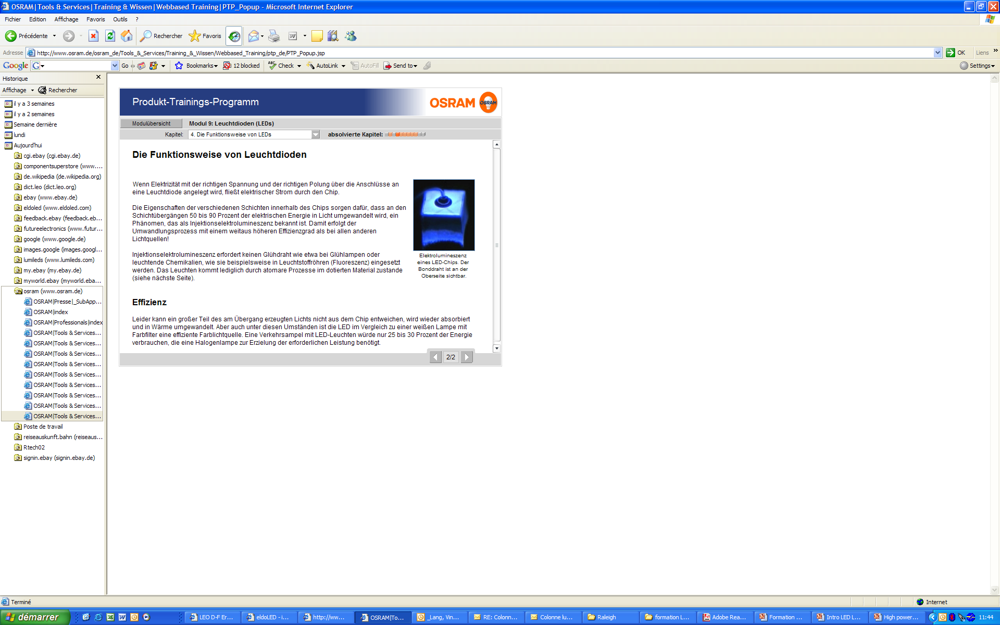 OSRAM|Tools & Services|Training & Wissen|Webbased Training|PTP_Popup - Microsoft Internet Explorer
Fichier Edition Affichage Favoris Outils ?
Précédente Rechercher Favoris
Adresse http://www.osram.de/osram_de/Tools_&_Services/Training_&_Wissen/Webbased_Training/ptp_de/PTP_Popup.jsp OK Liens »
Google G Go 12 blocked Bookmarks Check AutoLink AutoFill Send to Settings
Historique
Affichage Rechercher
il y a 3 semaines
il y a 2 semaines
Semaine dernière
lundi
Aujourd'hui
cgi.ebay (cgi.ebay.de)
componentsuperstore (www....
de.wikipedia (de.wikipedia.org)
dict.leo (dict.leo.org)
ebay (www.ebay.de)
eldoled (www.eldoled.com)
feedback.ebay (feedback.eb...
futureelectronics (www.futur...
google (www.google.de)
images.google (images.googl...
lumileds (www.lumileds.com)
my.ebay (my.ebay.de)
myworld.ebay (myworld.eba...
osram (www.osram.de)
OSRAM|Presse|_SubApp...
OSRAM|index
OSRAM|Professionals|index
OSRAM|Tools & Services...
OSRAM|Tools & Services...
OSRAM|Tools & Services...
OSRAM|Tools & Services...
OSRAM|Tools & Services...
OSRAM|Tools & Services...
OSRAM|Tools & Services...
OSRAM|Tools & Services...
OSRAM|Tools & Services...
Poste de travail
reiseauskunft.bahn (reiseaus...
Rtech02
signin.ebay (signin.ebay.de)
Produkt-Trainings-Programm OSRAM OSRAM
Modulübersicht Modul 9: Leuchtdioden (LEDs)
Kapitel: 4. Die Funktionsweise von LEDs absolvierte Kapitel:
Die Funktionsweise von Leuchtdioden
Wenn Elektrizität mit der richtigen Spannung und der richtigen Polung über die Anschlüsse an
eine Leuchtdiode angelegt wird, fließt elektrischer Strom durch den Chip.
Die Eigenschaften der verschiedenen Schichten innerhalb des Chips sorgen dafür, dass an den
Schichtübergängen 50 bis 90 Prozent der elektrischen Energie in Licht umgewandelt wird, ein
Phänomen, das als Injektionselektrolumineszenz bekannt ist. Damit erfolgt der
Umwandlungsprozess mit einem weitaus höheren Effizienzgrad als bei allen anderen
Lichtquellen!
Injektionselektrolumineszenz erfordert keinen Glühdraht wie etwa bei Glühlampen oder
leuchtende Chemikalien, wie sie beispielsweise in Leuchtstoffröhren (Fluoreszenz) eingesetzt
werden. Das Leuchten kommt lediglich durch atomare Prozesse im dotierten Material zustande
(siehe nächste Seite).
Elektrolumineszenz
eines LED-Chips. Der
Bonddraht ist an der
Oberseite sichtbar.
Effizienz
Leider kann ein großer Teil des am Übergang erzeugten Lichts nicht aus dem Chip entweichen, wird wieder absorbiert
und in Wärme umgewandelt. Aber auch unter diesen Umständen ist die LED im Vergleich zu einer weißen Lampe mit
Farbfilter eine effiziente Farblichtquelle. Eine Verkehrsampel mit LED-Leuchten würde nur 25 bis 30 Prozent der Energie
verbrauchen, die eine Halogenlampe zur Erzielung der erforderlichen Leistung benötigt.
2/2
Terminé Internet
démarrer LEO D-F Er... eldoLED - i... http://ww... OSRAM|To... _Lang, Vin... RE: Colonn... Colonne lu... Raleigh formation L... Adobe Rea... Formation ... Intro LED L... High power... 11:44